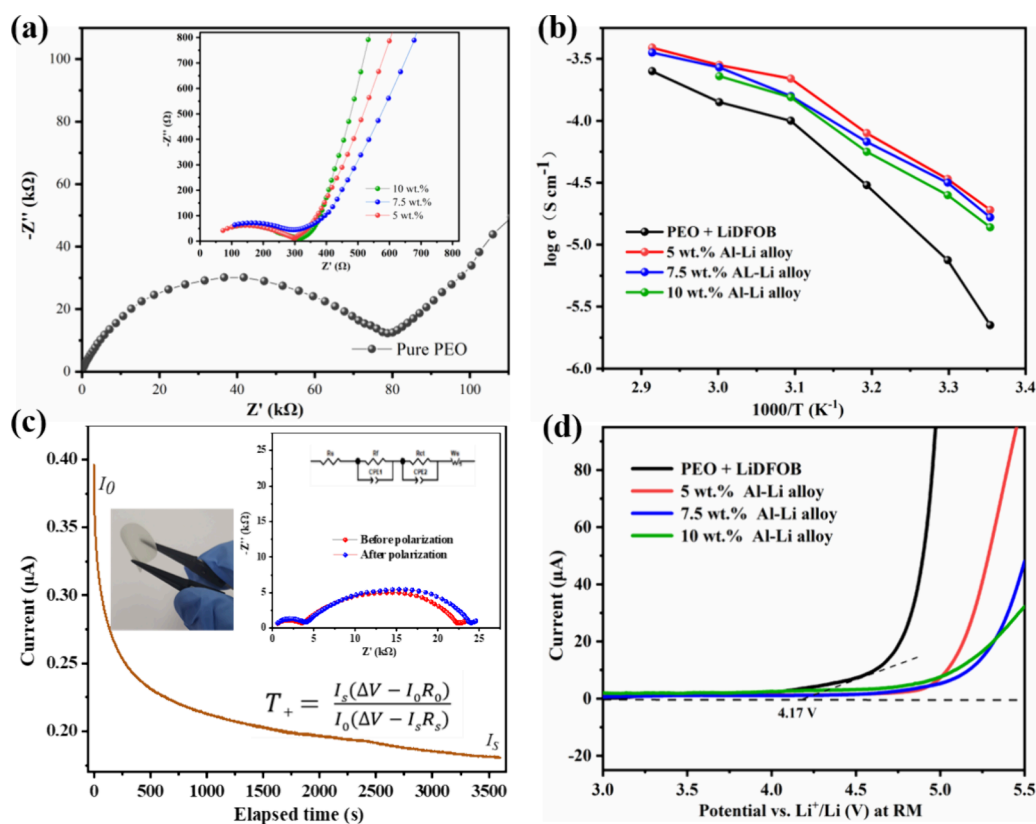 (a)
-Z'' (kΩ)
100
80
60
40
20
0
0 20 40 60 80 100
Z' (kΩ)
Pure PEO
-Z'' (Ω)
800
700
600
500
400
300
200
100
0
0 100 200 300 400 500 600 700 800
Z' (Ω)
10 wt.%
7.5 wt.%
5 wt.%
(b)
log σ (S cm-1)
-3.5
-4.0
-4.5
-5.0
-5.5
-6.0
2.9 3.0 3.1 3.2 3.3 3.4
1000/T (K-1)
PEO + LiDFOB
5 wt.% Al-Li alloy
7.5 wt.% AL-Li alloy
10 wt.% Al-Li alloy
(c)
Current (μA)
0.40
0.35
0.30
0.25
0.20
0 500 1000 1500 2000 2500 3000 3500
Elapsed time (s)
I0
Is
-Z'' (kΩ)
25
20
15
10
5
0
0 5 10 15 20 25
Z' (kΩ)
Rs Rf Rct Ws
CPE1 CPE2
Before polarization
After polarization
T+ = Is(ΔV − I0R0)
I0(ΔV − IsRs)
(d)
Current (μA)
80
60
40
20
0
-20
3.0 3.5 4.0 4.5 5.0 5.5
Potential vs. Li+/Li (V) at RM
PEO + LiDFOB
5 wt.% Al-Li alloy
7.5 wt.% Al-Li alloy
10 wt.% Al-Li alloy
4.17 V